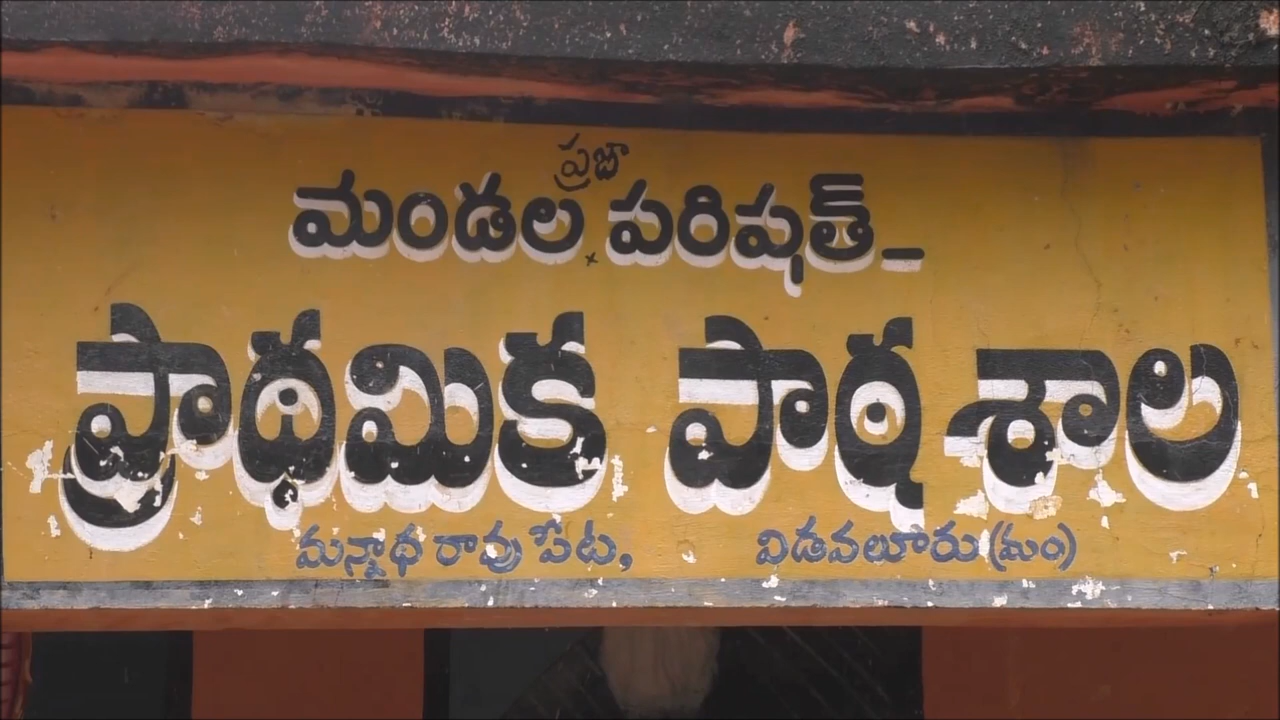 ప్రజా
మండల పరిషత్-
ప్రాథమిక పాఠశాల
మన్నాథ రావు పేట, విడవలూరు (మం)